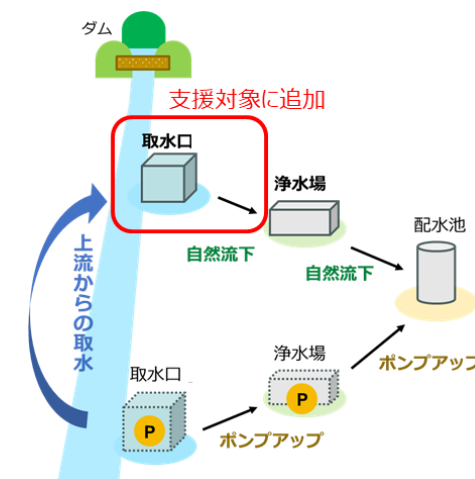 ダム
支援対象に追加
取水口
浄水場
配水池
自然流下
自然流下
上流からの取水
取水口
浄水場
ポンプアップ
P
P
ポンプアップ